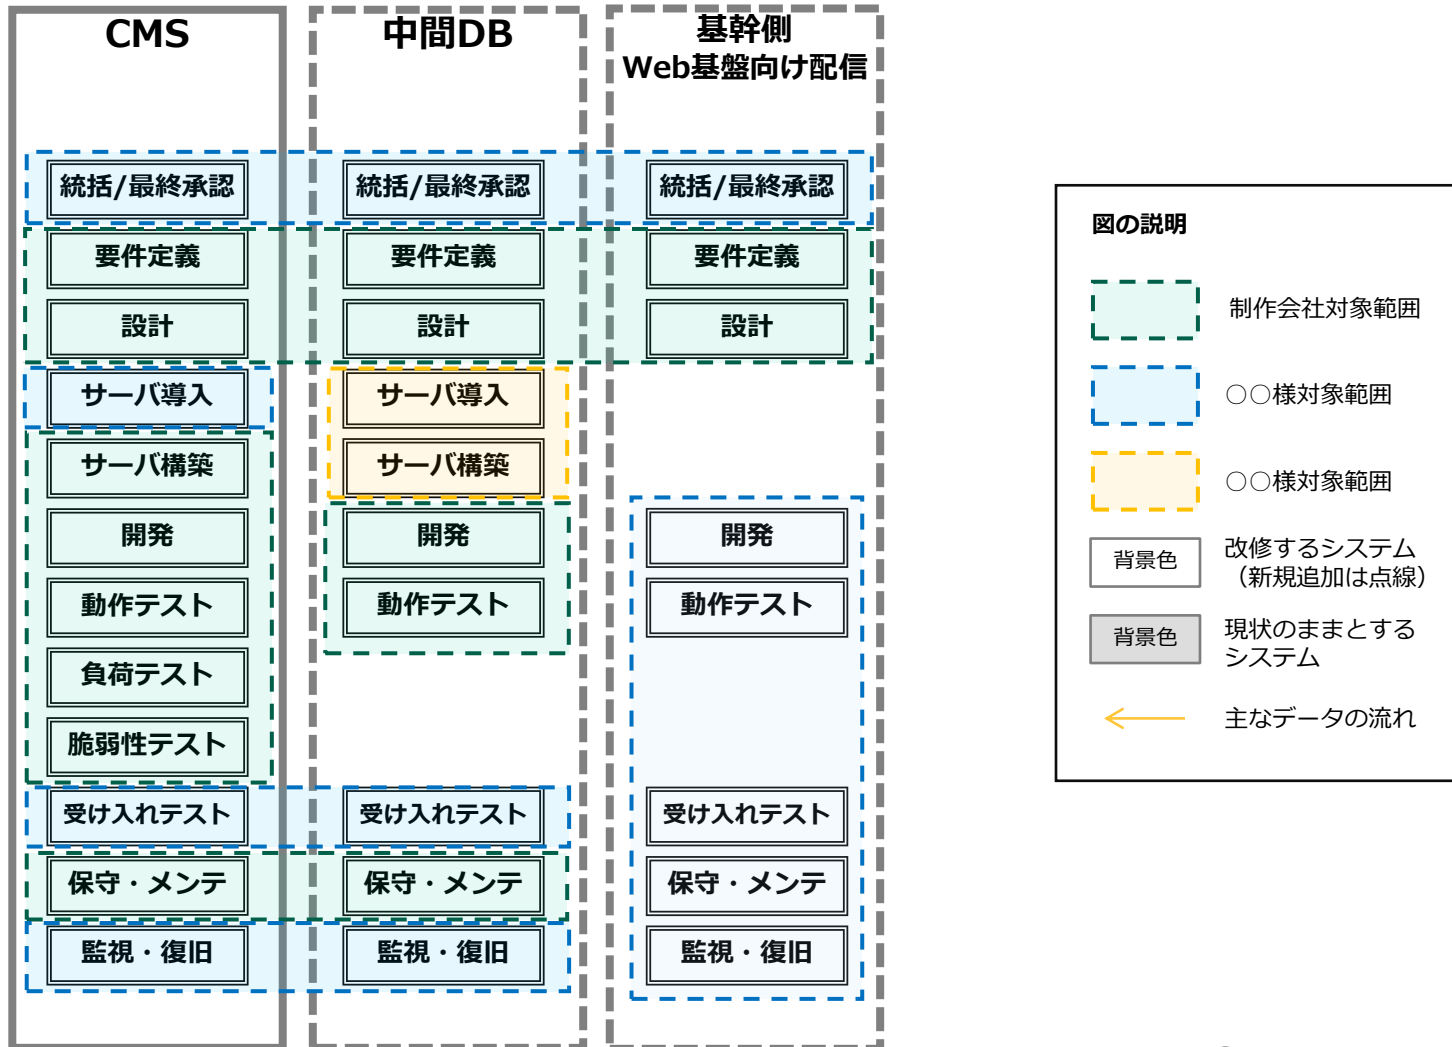 CMS
中間DB
基幹側
Web基盤向け配信
統括/最終承認
統括/最終承認
統括/最終承認
要件定義
要件定義
要件定義
設計
設計
設計
サーバ導入
サーバ導入
サーバ構築
サーバ構築
開発
開発
開発
動作テスト
動作テスト
動作テスト
負荷テスト
脆弱性テスト
受け入れテスト
受け入れテスト
受け入れテスト
保守・メンテ
保守・メンテ
保守・メンテ
監視・復旧
監視・復旧
監視・復旧
図の説明
制作会社対象範囲
○○様対象範囲
○○様対象範囲
背景色
改修するシステム
（新規追加は点線）
背景色
現状のままとする
システム
主なデータの流れ